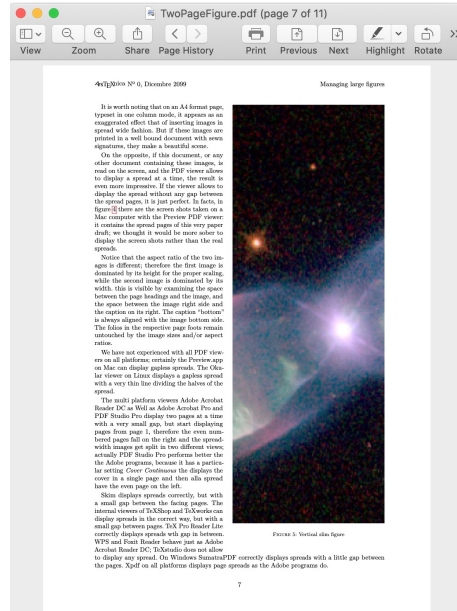 TwoPageFigure.pdf (page 7 of 11)
View Zoom Share Page History Print Previous Next Highlight Rotate
ArsTEXnica Nº 0, Dicembre 2099 Managing large figures
It is worth noting that on an A4 format page,
typeset in one column mode, it appears as an
exaggerated effect that of inserting images in
spread wide fashion. But if these images are
printed in a well bound document with sewn
signatures, they make a beautiful scene.
On the opposite, if this document, or any
other document containing these images, is
read on the screen, and the PDF viewer allows
to display a spread at a time, the result is
even more impressive. If the viewer allows to
display the spread without any gap between
the spread pages, it is just perfect. In facts, in
figure 4 there are the screen shots taken on a
Mac computer with the Preview PDF viewer:
it contains the spread pages of this very paper
draft; we thought it would be more sober to
display the screen shots rather than the real
spreads.
Notice that the aspect ratio of the two im-
ages is different; therefore the first image is
dominated by its height for the proper scaling,
while the second image is dominated by its
width. this is visible by examining the space
between the page headings and the image, and
the space between the image right side and
the caption on its right. The caption “bottom”
is always aligned with the image bottom side.
The folios in the respective page foots remain
untouched by the image sizes and/or aspect
ratios.
We have not experienced with all PDF view-
ers on all platforms; certainly the Preview.app
on Mac can display gapless spreads. The Oku-
lar viewer on Linux displays a gapless spread
with a very thin line dividing the halves of the
spread.
The multi platform viewers Adobe Acrobat
Reader DC as Well as Adobe Acrobat Pro and
PDF Studio Pro display two pages at a time
with a very small gap, but start displaying
pages from page 1, therefore the even num-
bered pages fall on the right and the spread-
width images get split in two different views;
actually PDF Studio Pro performs better the
the Adobe programs, because it has a particu-
lar setting Cover Continuous the displays the
cover in a single page and then alla spread
have the even page on the left.
Skim displays spreads correctly, but with
a small gap between the facing pages. The
internal viewers of TeXShop and TeXworks can
display spreads in the correct way, but with a
small gap between pages. TeX Pro Reader Lite
correctly displays spreads wth gap in between.
WPS and Foxit Reader behave just as Adobe
Acrobat Reader DC; TeXstudio does not allow
to display any spread. On Windows SumatraPDF correctly displays spreads with a little gap between
the pages. Xpdf on all platforms displays page spreads as the Adobe programs do.
FIGURE 5: Vertical slim figure
7